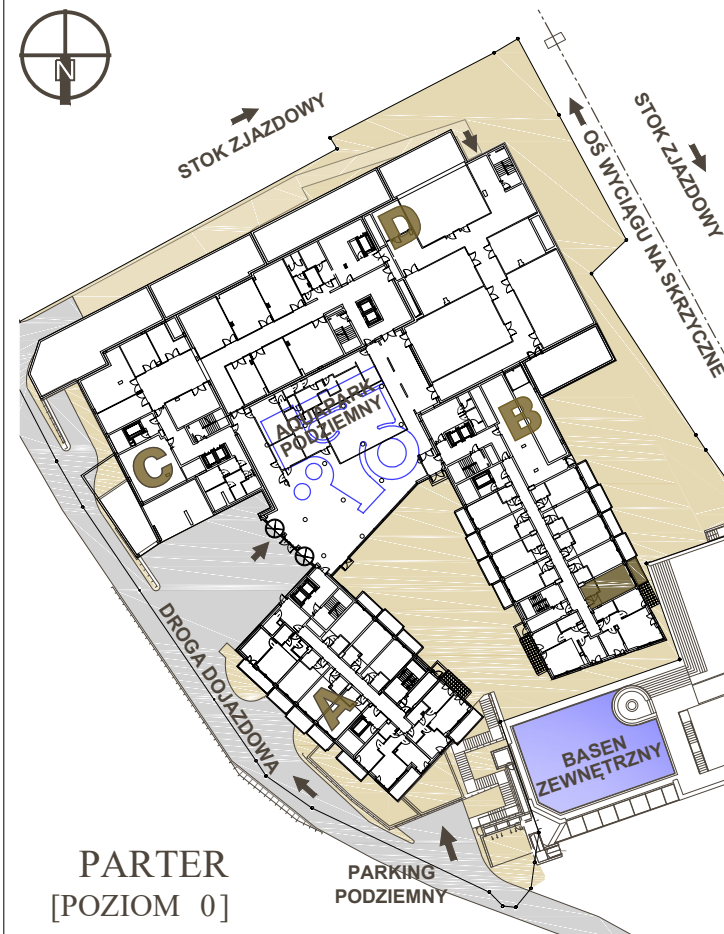 N
STOK ZJAZDOWY
STOK ZJAZDOWY
OŚ WYCIĄGU NA SKRZYCZNE
D
AQUAPARK
PODZIEMNY
B
C
A
DROGA DOJAZDOWA
BASEN
ZEWNĘTRZNY
PARKING
PODZIEMNY
PARTER
[POZIOM 0]